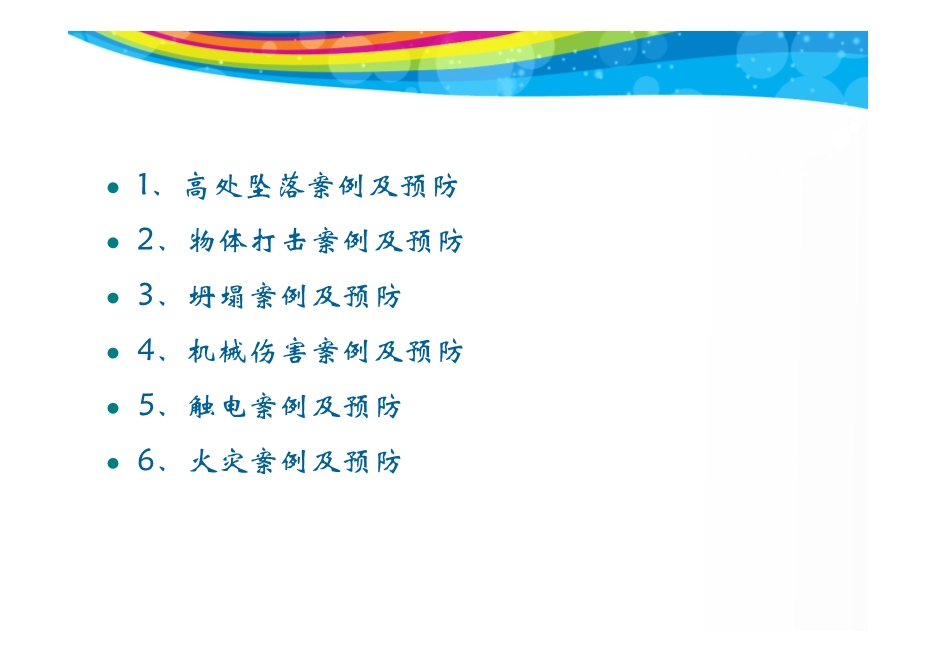 • 1、高处坠落案例及预防
• 2、物体打击案例及预防
• 3、坍塌案例及预防
• 4、机械伤害案例及预防
• 5、触电案例及预防
• 6、火灾案例及预防